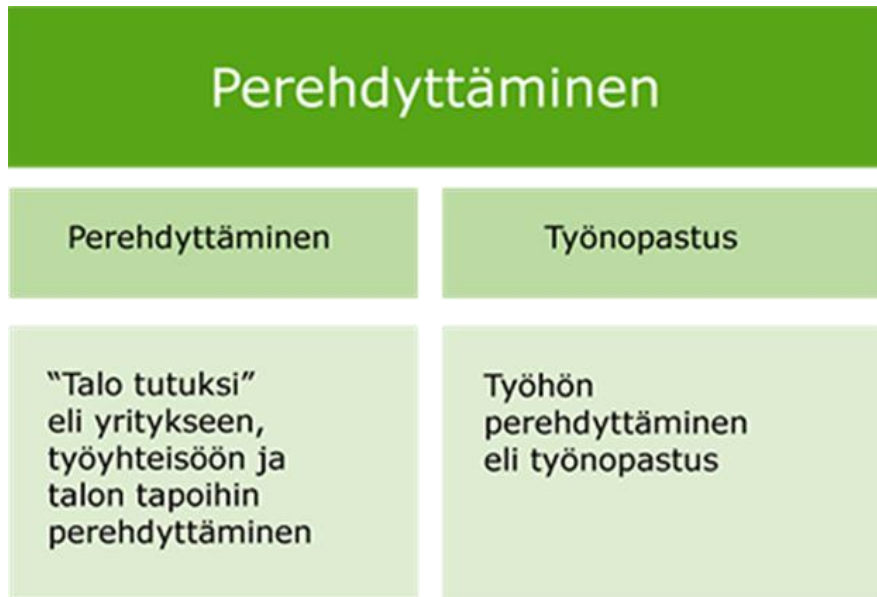 Perehdyttäminen
Perehdyttäminen
Työnopastus
“Talo tutuksi”
eli yritykseen,
työyhteisöön ja
talon tapoihin
perehdyttäminen
Työhön
perehdyttäminen
eli työnopastus